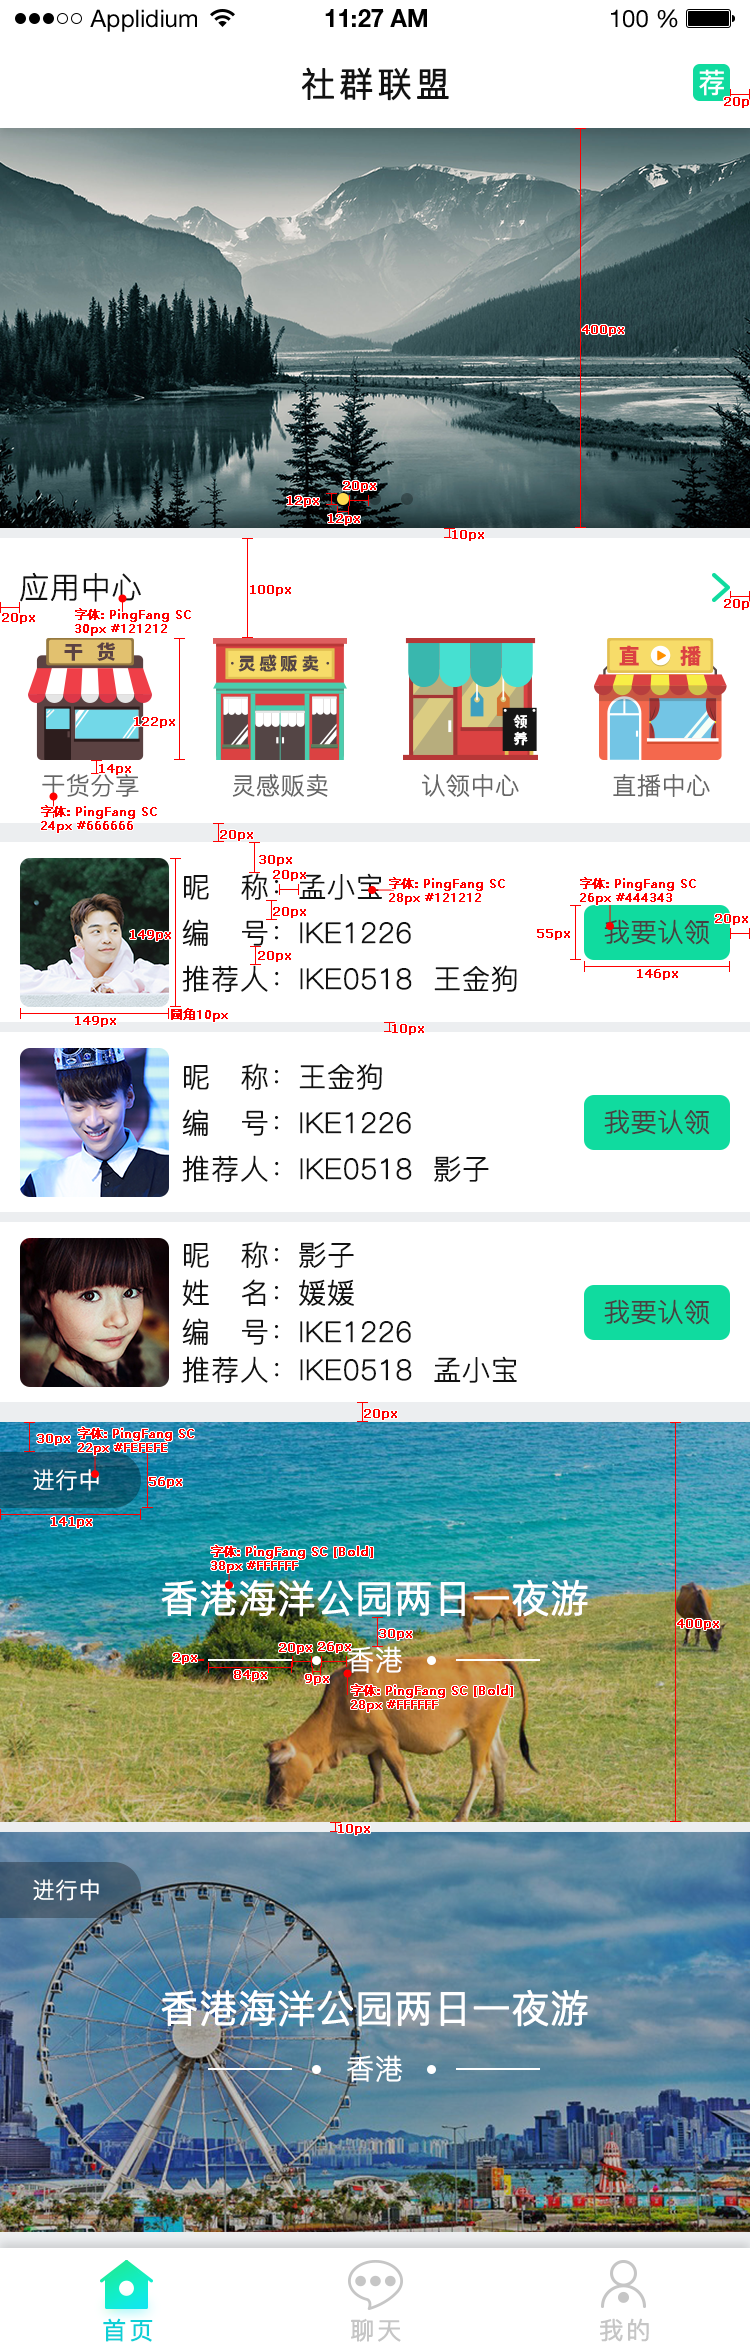 Applidium 11:27 AM 100 %
社群联盟
荐
20p
400px
20px
12px
12px
10px
100px
应用中心
20p
20px
字体: PingFang SC
30px #121212
干货
灵感贩卖
领养
直播
122px
14px
干货分享 灵感贩卖 认领中心 直播中心
字体: PingFang SC
24px #666666
20px
30px
20px
昵 称: 孟小宝
字体: PingFang SC
28px #121212
字体: PingFang SC
26px #444343
20px
20px
149px
编 号: IKE1226
55px
我要认领
20px
146px
推荐人: IKE0518 王金狗
149px
圆角10px
10px
昵 称: 王金狗
编 号: IKE1226
我要认领
推荐人: IKE0518 影子
昵 称: 影子
姓 名: 媛媛
我要认领
编 号: IKE1226
推荐人: IKE0518 孟小宝
20px
30px
字体: PingFang SC
22px #FEFEFE
进行中
56px
141px
字体: PingFang SC [Bold]
38px #FFFFFF
香港海洋公园两日一夜游
400px
30px
20px 26px
2px
香港
84px
9px
字体: PingFang SC [Bold]
28px #FFFFFF
10px
进行中
香港海洋公园两日一夜游
香港
首页 聊天 我的